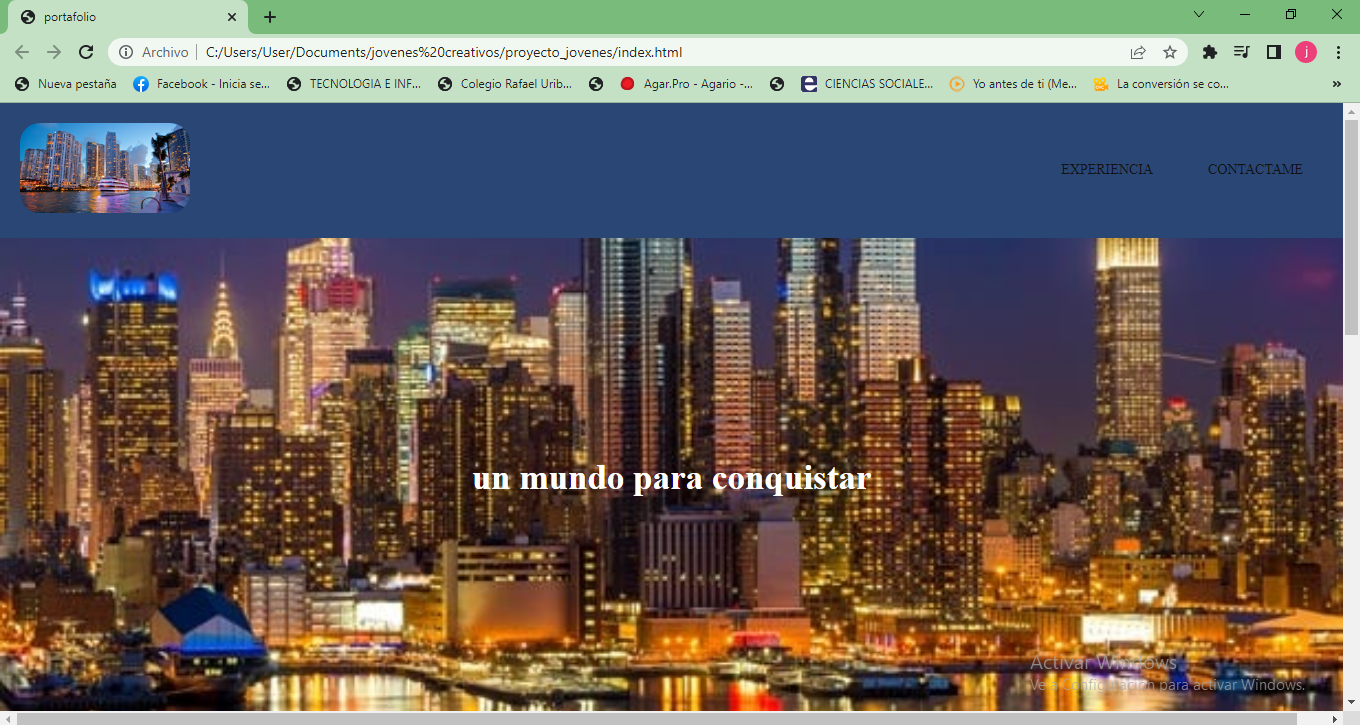 portafolio
Archivo C:/Users/User/Documents/jovenes%20creativos/proyecto_jovenes/index.html
j
Nueva pestaña Facebook - Inicia se... TECNOLOGIA E INF... Colegio Rafael Urib... Agar.Pro - Agario -... CIENCIAS SOCIALE... Yo antes de ti (Me... La conversión se co... »
EXPERIENCIA CONTACTAME
un mundo para conquistar
Activar Windows
Ve a Configuración para activar Windows.